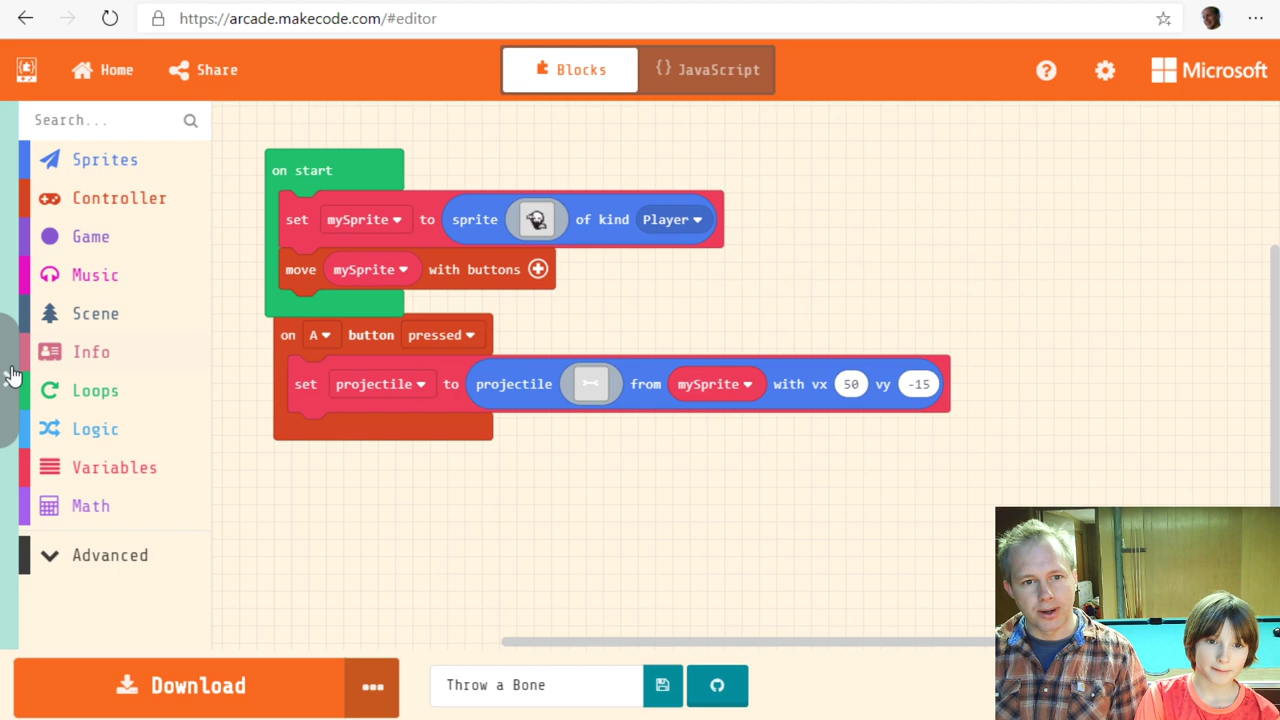 https://arcade.makecode.com/#editor
Home
Share
Blocks
{} JavaScript
?
Microsoft
Search...
Sprites
Controller
Game
Music
Scene
Info
Loops
Logic
Variables
Math
Advanced
on start
set mySprite to sprite of kind Player
move mySprite with buttons
on A button pressed
set projectile to projectile from mySprite with vx 50 vy -15
Download
...
Throw a Bone